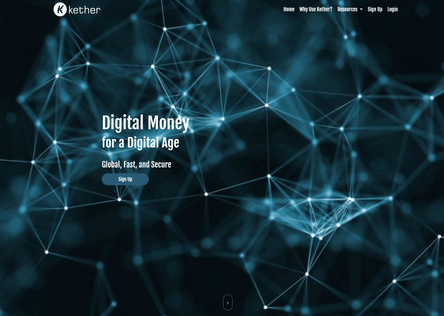 kether
Home Why Use Kether? Resources Sign Up Login
Digital Money
for a Digital Age
Global, Fast, and Secure
Sign Up